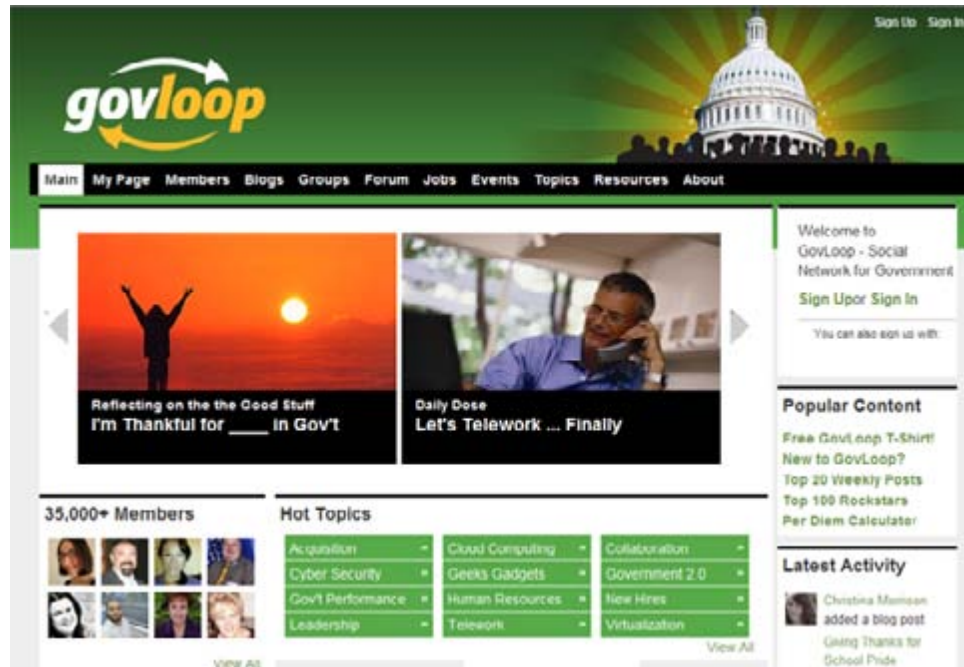 Sign Up Sign In
govloop
Main My Page Members Blogs Groups Forum Jobs Events Topics Resources About
Reflecting on the the Good Stuff
I'm Thankful for ____ in Gov't
Daily Dose
Let's Telework ... Finally
Welcome to
GovLoop - Social
Network for Government
Sign Upor Sign In
You can also sign up with:
Popular Content
Free GovLoop T-Shirt!
New to GovLoop?
Top 20 Weekly Posts
Top 100 Rockstars
Per Diem Calculator
35,000+ Members
View All
Hot Topics
Acquisition
Cloud Computing
Collaboration
Cyber Security
Geeks Gadgets
Government 2.0
Gov't Performance
Human Resources
New Hires
Leadership
Telework
Virtualization
View All
Latest Activity
Christina Morrison
added a blog post
Giving Thanks for
School Pride